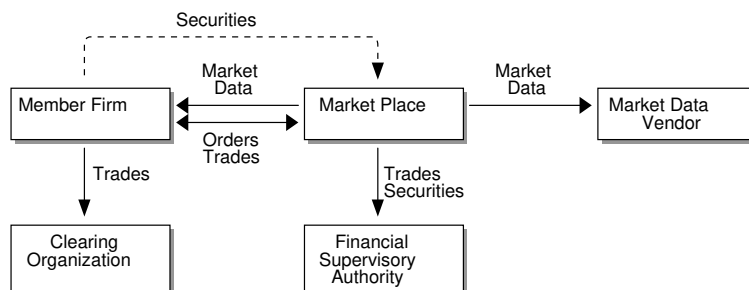 Securities
Market
Data
Market
Data
Member Firm
Market Place
Market Data
Vendor
Orders
Trades
Trades
Trades
Securities
Clearing
Organization
Financial
Supervisory
Authority